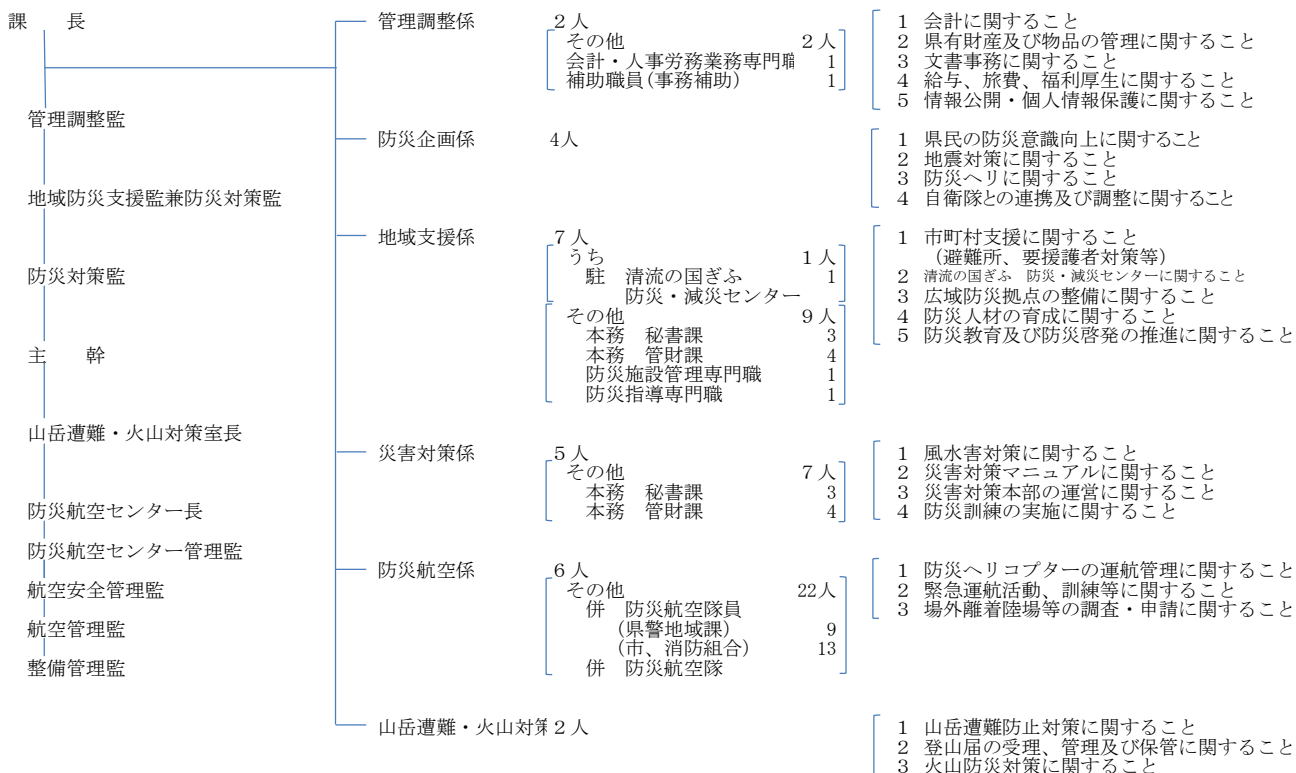 課　　長
管理調整監
地域防災支援監兼防災対策監
防災対策監
主　　幹
山岳遭難・火山対策室長
防災航空センター長
防災航空センター管理監
航空安全管理監
航空管理監
整備管理監
管理調整係　2人
その他　2人
会計・人事労務業務専門職　1
補助職員(事務補助)　1
1 会計に関すること
2 県有財産及び物品の管理に関すること
3 文書事務に関すること
4 給与、旅費、福利厚生に関すること
5 情報公開・個人情報保護に関すること
防災企画係　4人
1 県民の防災意識向上に関すること
2 地震対策に関すること
3 防災ヘリに関すること
4 自衛隊との連携及び調整に関すること
地域支援係　7人
うち　1人
駐　清流の国ぎふ　1
防災・減災センター
その他　9人
本務　秘書課　3
本務　管財課　4
防災施設管理専門職　1
防災指導専門職　1
1 市町村支援に関すること
（避難所、要援護者対策等）
2 清流の国ぎふ　防災・減災センターに関すること
3 広域防災拠点の整備に関すること
4 防災人材の育成に関すること
5 防災教育及び防災啓発の推進に関すること
災害対策係　5人
その他　7人
本務　秘書課　3
本務　管財課　4
1 風水害対策に関すること
2 災害対策マニュアルに関すること
3 災害対策本部の運営に関すること
4 防災訓練の実施に関すること
防災航空係　6人
その他　22人
併　防災航空隊員
(県警地域課)　9
(市、消防組合)　13
併　防災航空隊
1 防災ヘリコプターの運航管理に関すること
2 緊急運航活動、訓練等に関すること
3 場外離着陸場等の調査・申請に関すること
山岳遭難・火山対策　2人
1 山岳遭難防止対策に関すること
2 登山届の受理、管理及び保管に関すること
3 火山防災対策に関すること